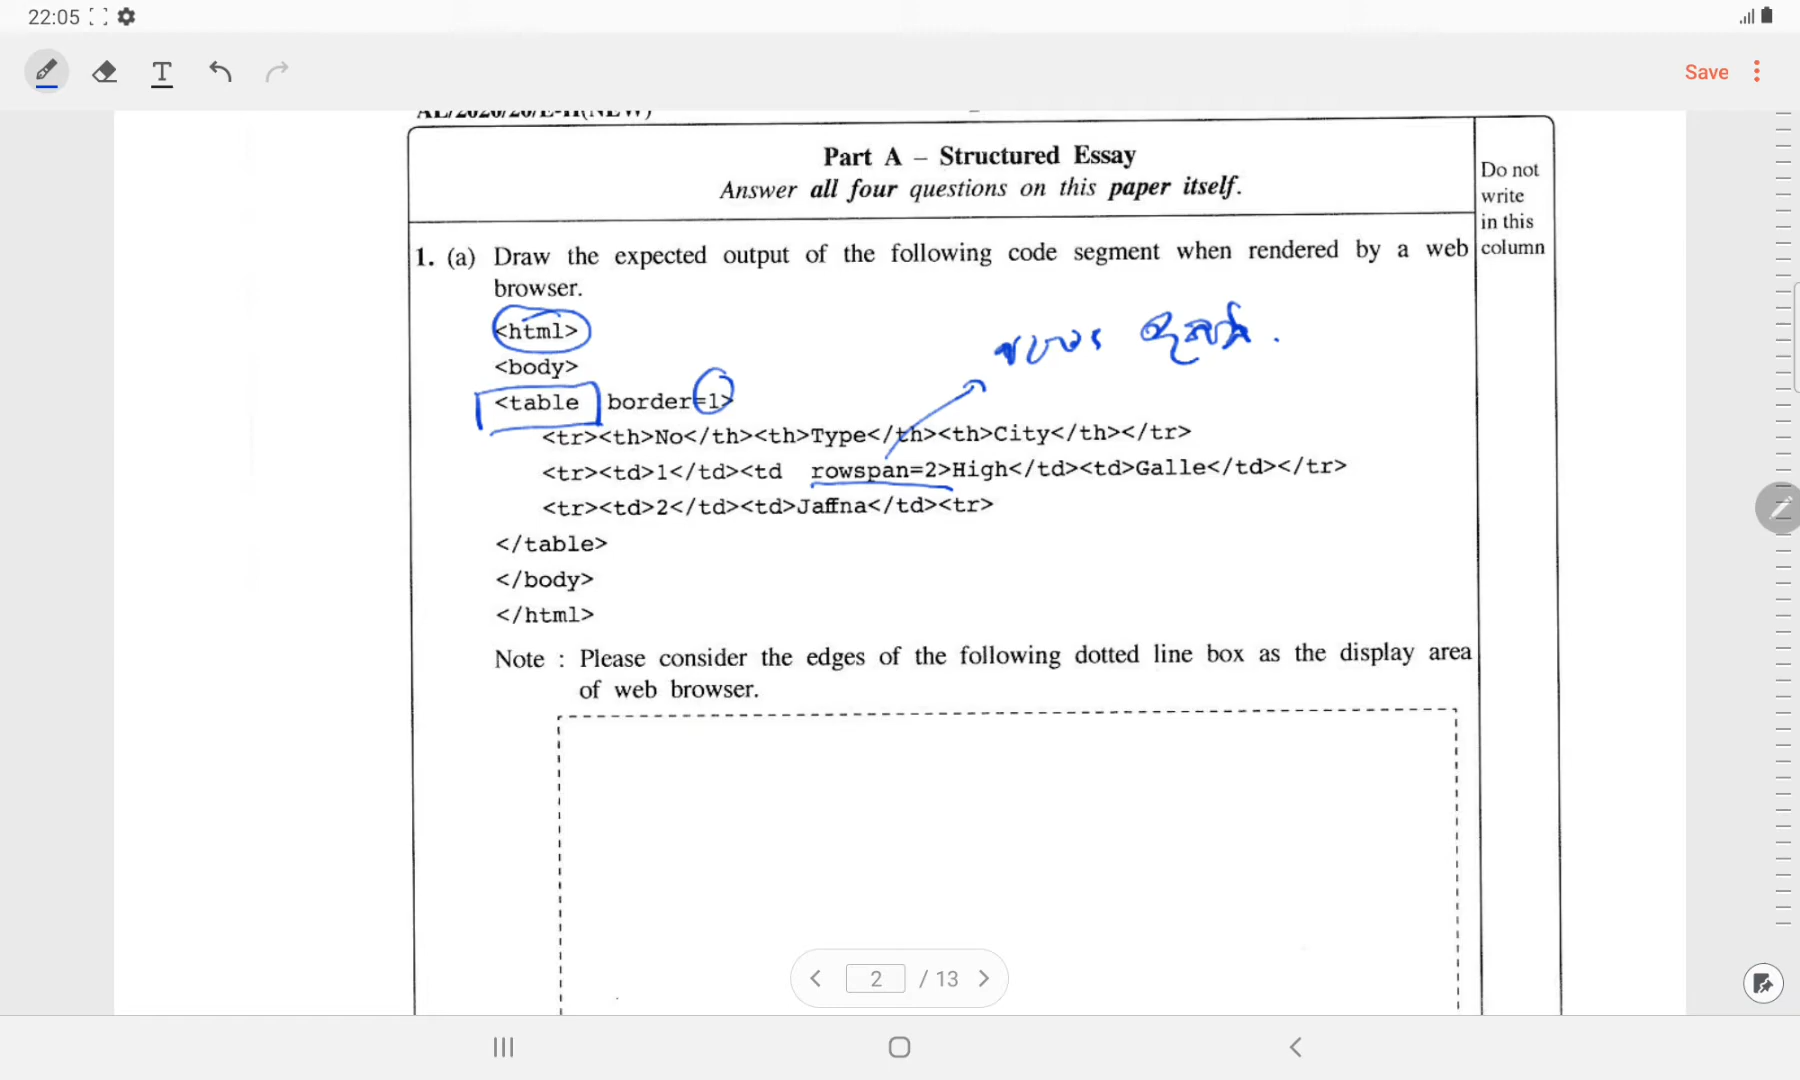 22:05
Save
AL/2020/20/E-II(NEW)
Part A – Structured Essay
Answer all four questions on this paper itself.
Do not
write
in this
column
1. (a) Draw the expected output of the following code segment when rendered by a web
browser.
<html>
<body>
<table border=1>
<tr><th>No</th><th>Type</th><th>City</th></tr>
<tr><td>1</td><td rowspan=2>High</td><td>Galle</td></tr>
<tr><td>2</td><td>Jaffna</td><tr>
</table>
</body>
</html>
Note : Please consider the edges of the following dotted line box as the display area
of web browser.
2 / 13